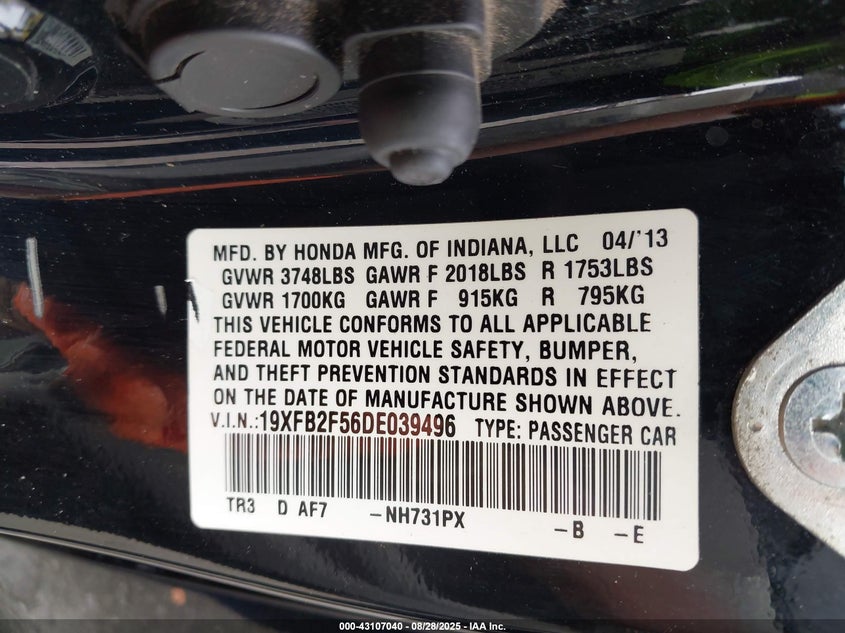 MFD. BY HONDA MFG. OF INDIANA, LLC 04/'13
GVWR 3748LBS GAWR F 2018LBS R 1753LBS
GVWR 1700KG GAWR F 915KG R 795KG
THIS VEHICLE CONFORMS TO ALL APPLICABLE
FEDERAL MOTOR VEHICLE SAFETY, BUMPER,
AND THEFT PREVENTION STANDARDS IN EFFECT
ON THE DATE OF MANUFACTURE SHOWN ABOVE.
V.I.N.:19XFB2F56DE039496 TYPE: PASSENGER CAR
TR3 D AF7 -NH731PX -B -E
000-43107040 - 08/28/2025 - IAA Inc.